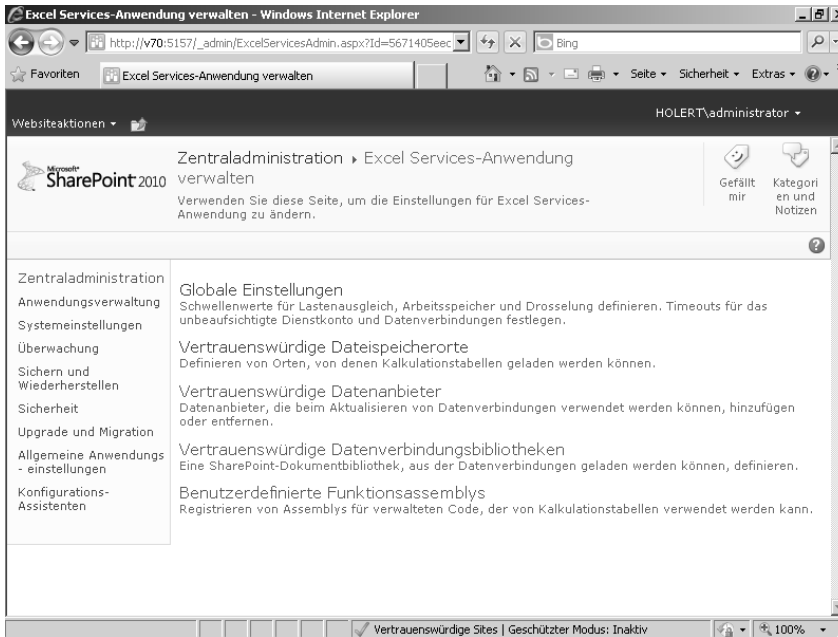 Excel Services-Anwendung verwalten - Windows Internet Explorer
http://v70:5157/_admin/ExcelServicesAdmin.aspx?Id=5671405eec
Bing
Favoriten
Excel Services-Anwendung verwalten
Seite
Sicherheit
Extras
HOLERT\administrator
Websiteaktionen
Microsoft
SharePoint 2010
Zentraladministration ▸ Excel Services-Anwendung
verwalten
Verwenden Sie diese Seite, um die Einstellungen für Excel Services-
Anwendung zu ändern.
Gefällt
mir
Kategori
en und
Notizen
Zentraladministration
Anwendungsverwaltung
Systemeinstellungen
Überwachung
Sichern und
Wiederherstellen
Sicherheit
Upgrade und Migration
Allgemeine Anwendungs
- einstellungen
Konfigurations-
Assistenten
Globale Einstellungen
Schwellenwerte für Lastenausgleich, Arbeitsspeicher und Drosselung definieren. Timeouts für das
unbeaufsichtigte Dienstkonto und Datenverbindungen festlegen.
Vertrauenswürdige Dateispeicherorte
Definieren von Orten, von denen Kalkulationstabellen geladen werden können.
Vertrauenswürdige Datenanbieter
Datenanbieter, die beim Aktualisieren von Datenverbindungen verwendet werden können, hinzufügen
oder entfernen.
Vertrauenswürdige Datenverbindungsbibliotheken
Eine SharePoint-Dokumentbibliothek, aus der Datenverbindungen geladen werden können, definieren.
Benutzerdefinierte Funktionsassemblys
Registrieren von Assemblys für verwalteten Code, der von Kalkulationstabellen verwendet werden kann.
Vertrauenswürdige Sites | Geschützter Modus: Inaktiv
100%